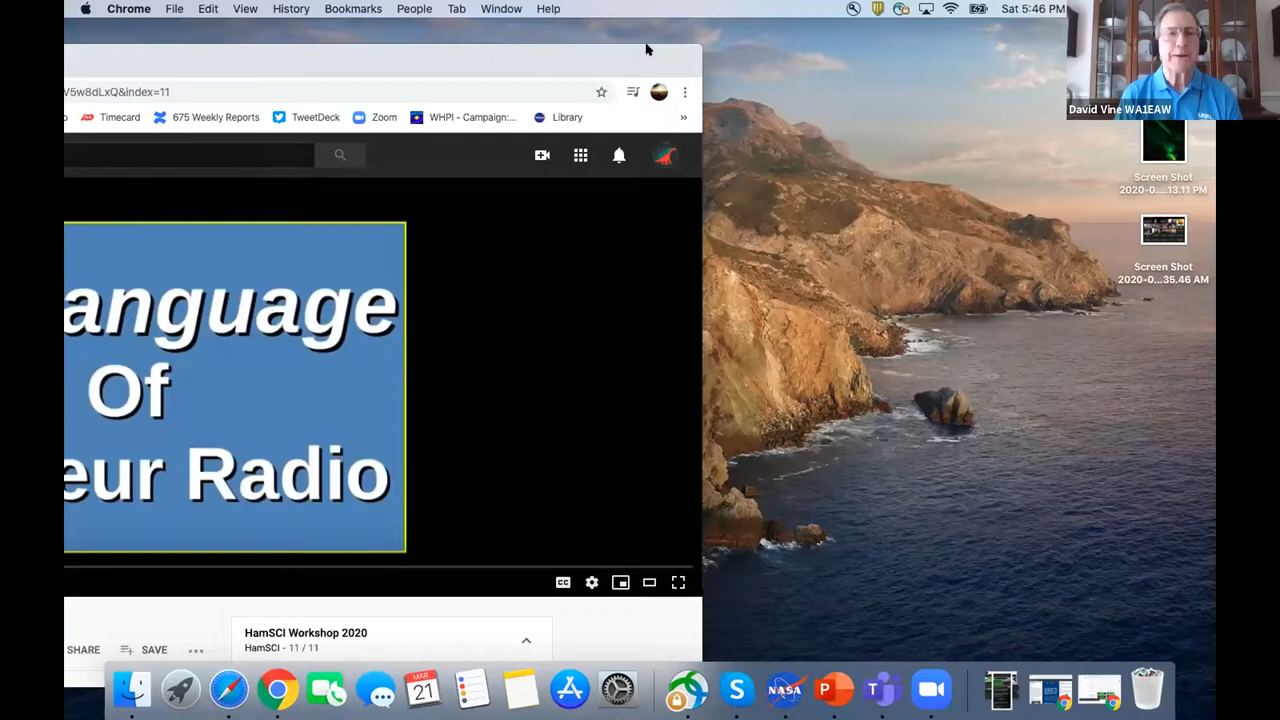 Chrome File Edit View History Bookmarks People Tab Window Help
Sat 5:46 PM
David Vine WA1EAW
V5w8dLxQ&index=11
Timecard 675 Weekly Reports TweetDeck Zoom WHPI - Campaign:... Library »
Screen Shot
2020-0....13.11 PM
anguage
Of
eur Radio
Screen Shot
2020-0...35.46 AM
CC
SHARE SAVE ...
HamSCI Workshop 2020
HamSCI - 11 / 11
MAR
21
S
NASA
P
T